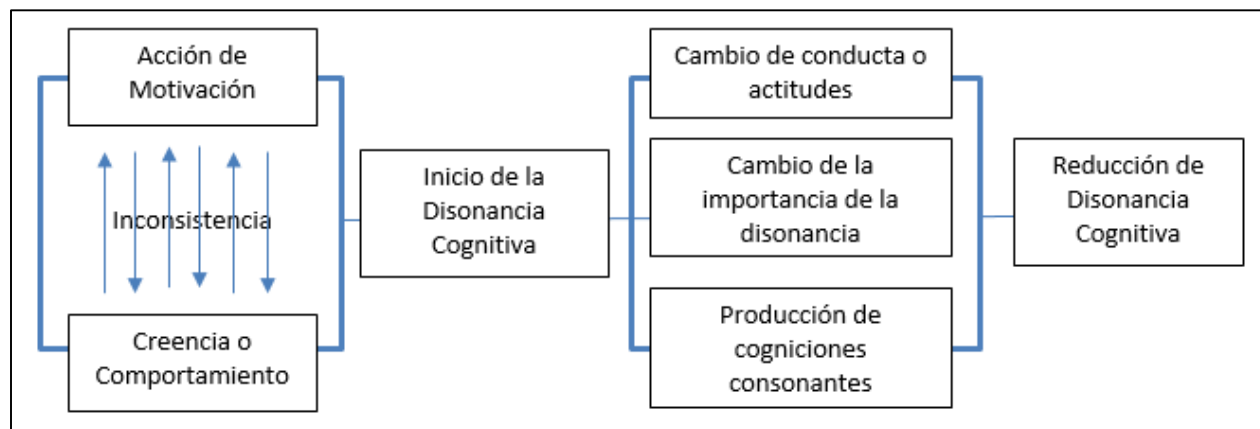 Acción de
Motivación
Inconsistencia
Creencia o
Comportamiento
Inicio de la
Disonancia
Cognitiva
Cambio de conducta o
actitudes
Cambio de la
importancia de la
disonancia
Producción de
cogniciones
consonantes
Reducción de
Disonancia
Cognitiva